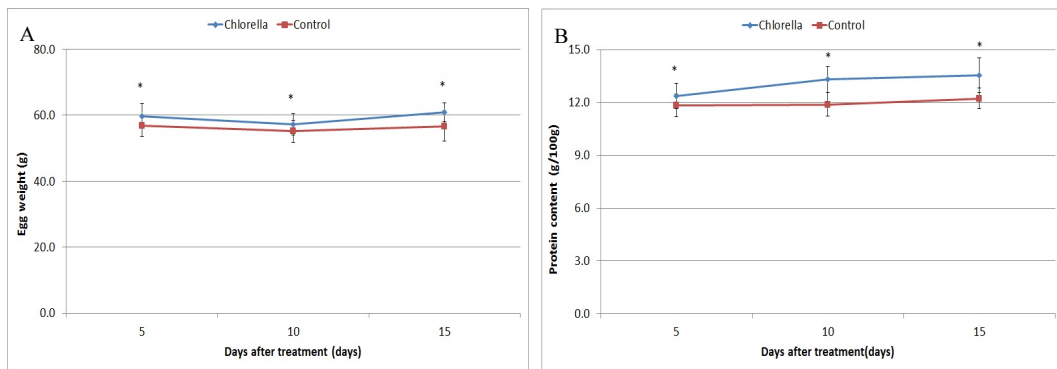 A
Chlorella Control
80.0
60.0
40.0
20.0
0.0
* * *
5 10 15
Egg weight (g)
Days after treatment (days)
B
Chlorella Control
15.0
12.0
9.0
6.0
3.0
0.0
* * *
5 10 15
Protein content (g/100g)
Days after treatment(days)